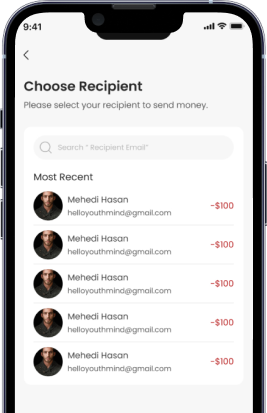 9:41
Choose Recipient
Please select your recipient to send money.
Search “ Recipient Email”
Most Recent
Mehedi Hasan
helloyouthmind@gmail.com
-$100
Mehedi Hasan
helloyouthmind@gmail.com
-$100
Mehedi Hasan
helloyouthmind@gmail.com
-$100
Mehedi Hasan
helloyouthmind@gmail.com
-$100
Mehedi Hasan
helloyouthmind@gmail.com
-$100